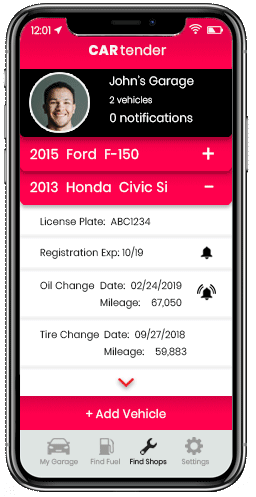 12:01
CARtender
John's Garage
2 vehicles
0 notifications
2015 Ford F-150 +
2013 Honda Civic Si −
License Plate: ABC1234
Registration Exp: 10/19
Oil Change Date: 02/24/2019
Mileage: 67,050
Tire Change Date: 09/27/2018
Mileage: 59,883
+ Add Vehicle
My Garage Find Fuel Find Shops Settings